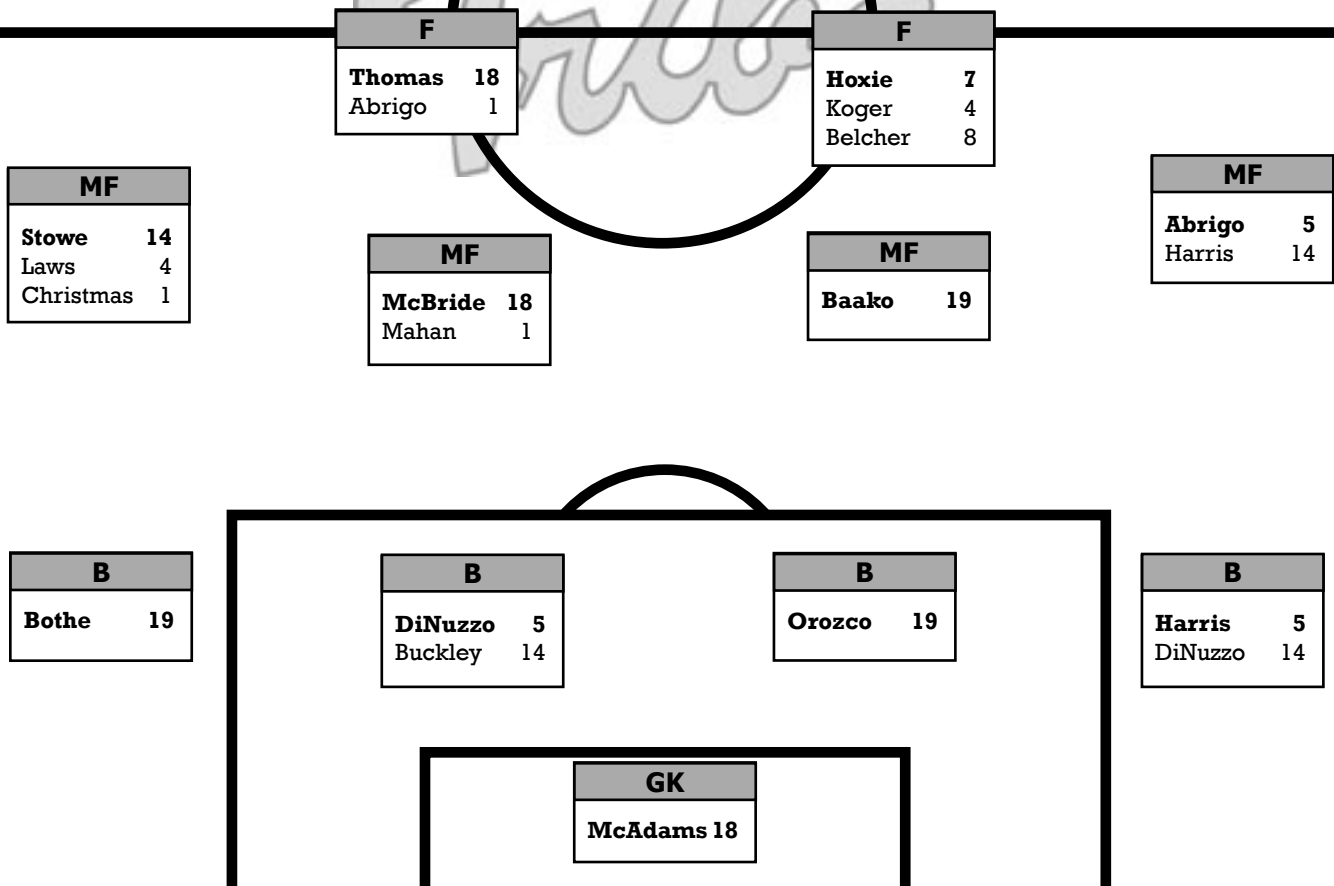 F
Thomas 18
Abrigo 1
F
Hoxie 7
Koger 4
Belcher 8
MF
Stowe 14
Laws 4
Christmas 1
MF
McBride 18
Mahan 1
MF
Baako 19
MF
Abrigo 5
Harris 14
B
Bothe 19
B
DiNuzzo 5
Buckley 14
B
Orozco 19
B
Harris 5
DiNuzzo 14
GK
McAdams 18